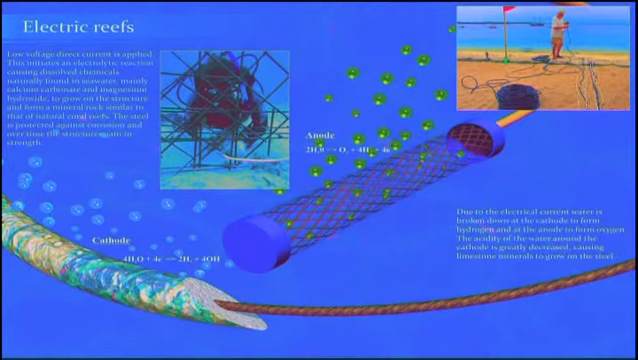 Electric reefs
Low voltage direct current is applied.
This initiates an electrolytic reaction
causing dissolved chemicals
naturally found in seawater, mainly
calcium carbonate and magnesium
hydroxide, to grow on the structure
and form a mineral rock similar to
that of natural coral reefs. The steel
is protected against corrosion and
over time the structure gain in
strength.
Anode
Cathode
4H₂O + 4e⁻ => 2H₂ + 4OH⁻
Due to the electrical current water is
broken down at the cathode to form
hydrogen and at the anode to form oxygen
The acidity of the water around the
cathode is greatly decreased, causing
limestone minerals to grow on the steel.